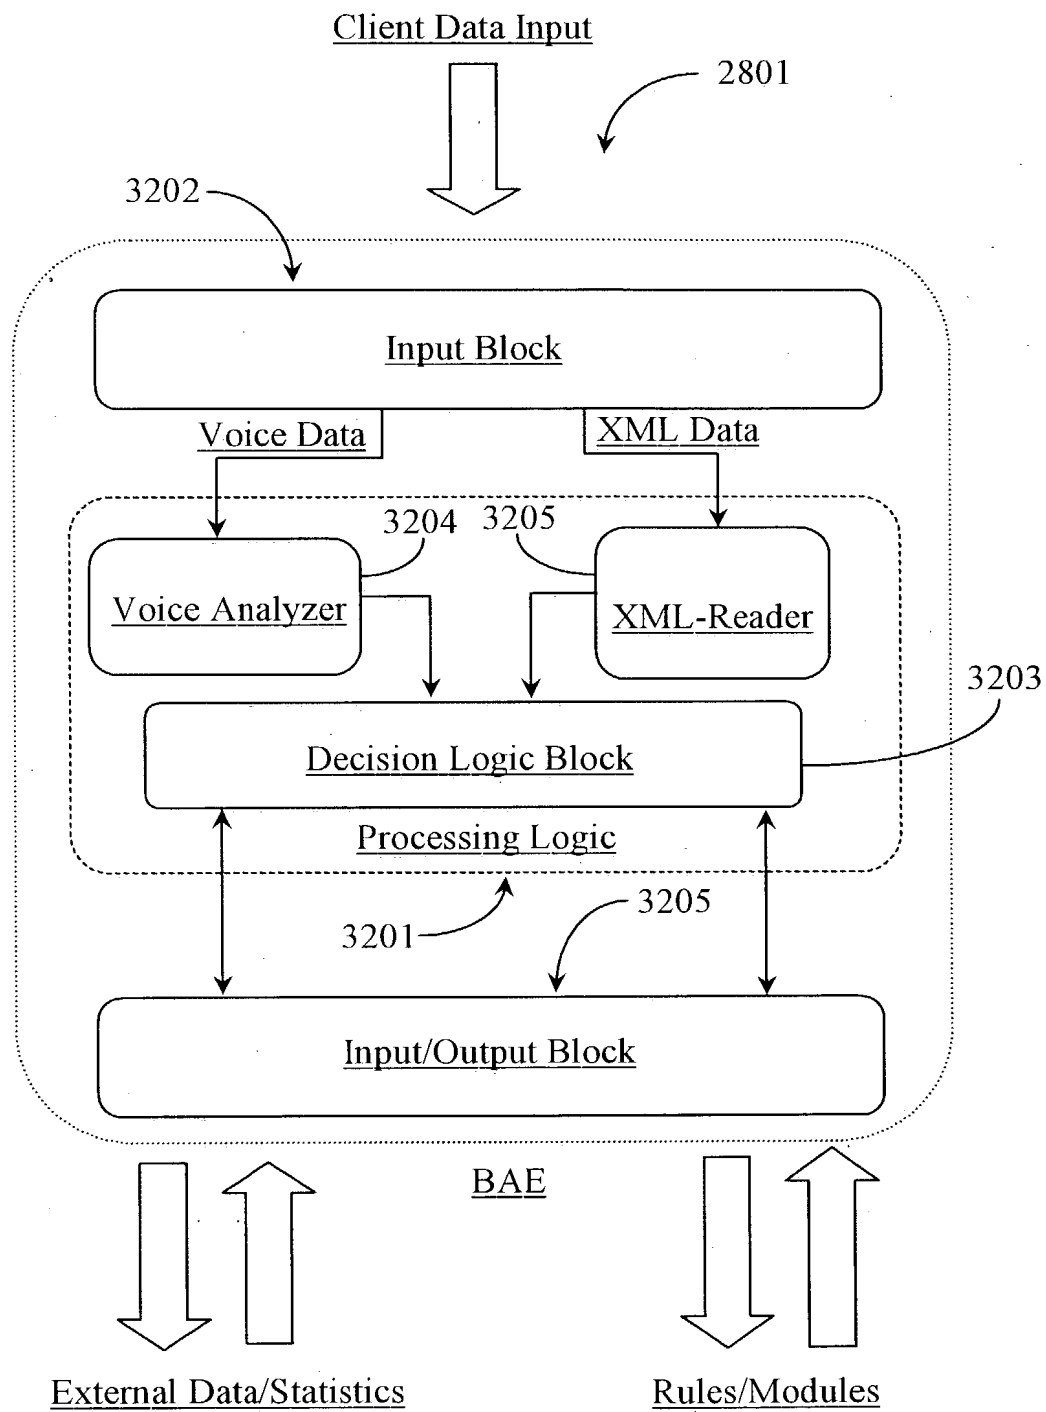 Client Data Input
2801
3202
Input Block
Voice Data
XML Data
3204
3205
Voice Analyzer
XML-Reader
3203
Decision Logic Block
Processing Logic
3201
3205
Input/Output Block
BAE
External Data/Statistics
Rules/Modules